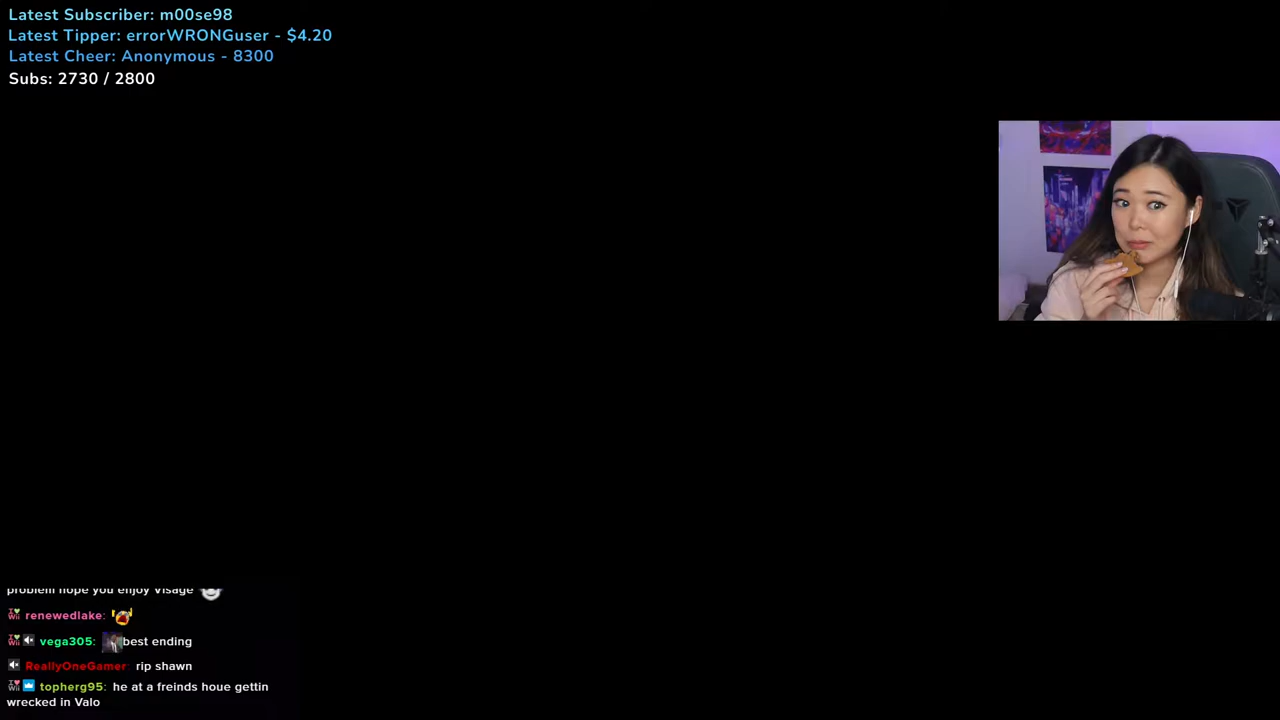 Latest Subscriber: m00se98
Latest Tipper: errorWRONGuser - $4.20
Latest Cheer: Anonymous - 8300
Subs: 2730 / 2800
problem hope you enjoy Visage
renewedlake:
vega305: best ending
ReallyOneGamer: rip shawn
topherg95: he at a freinds houe gettin
wrecked in Valo